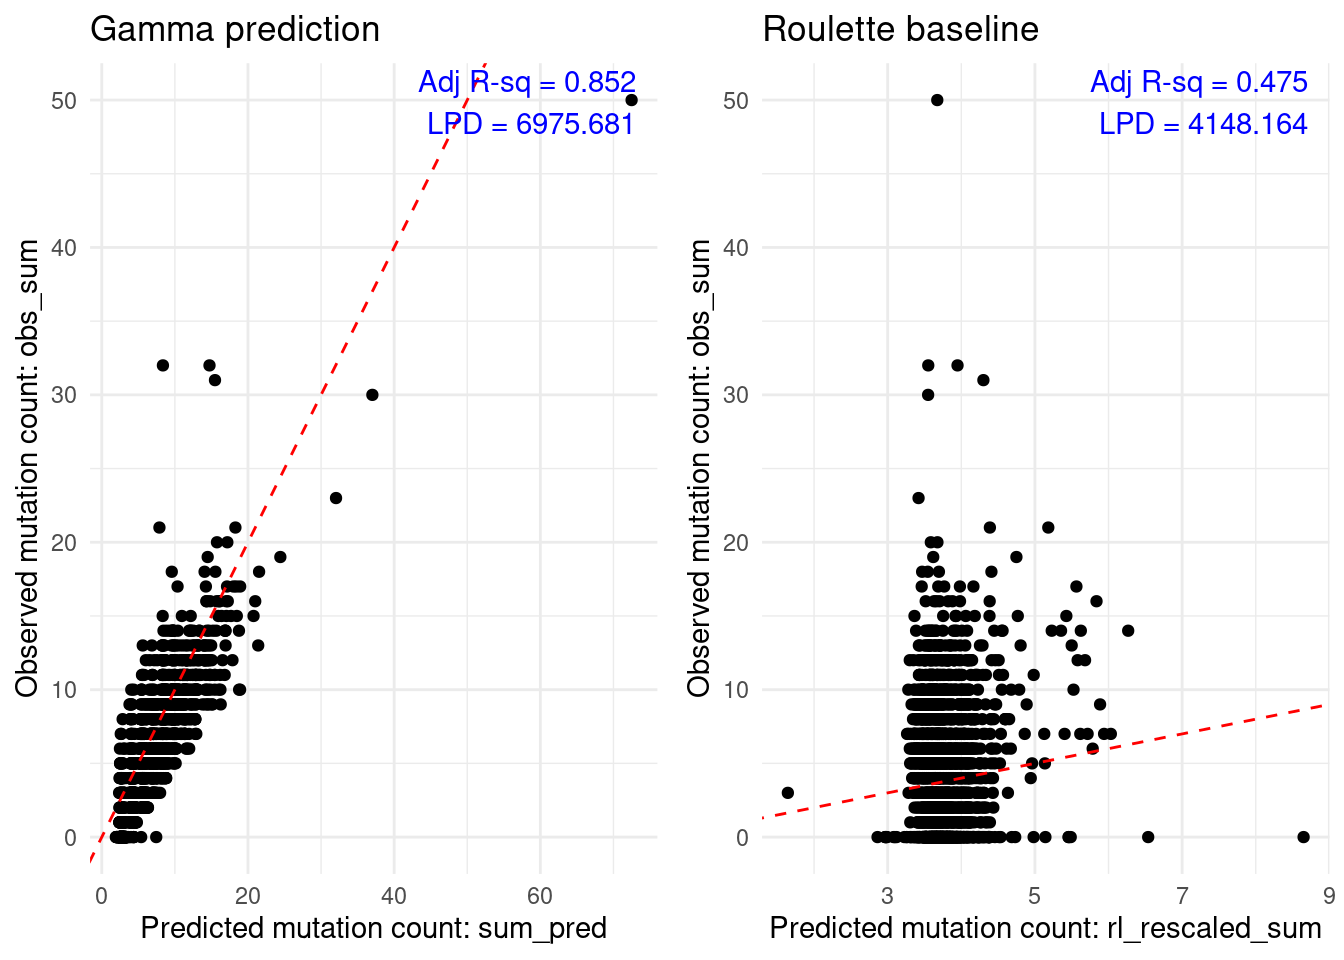 Gamma prediction
Adj R-sq = 0.852
LPD = 6975.681
50
40
30
20
10
0
Observed mutation count: obs_sum
0 20 40 60
Predicted mutation count: sum_pred
Roulette baseline
Adj R-sq = 0.475
LPD = 4148.164
50
40
30
20
10
0
Observed mutation count: obs_sum
3 5 7 9
Predicted mutation count: rl_rescaled_sum